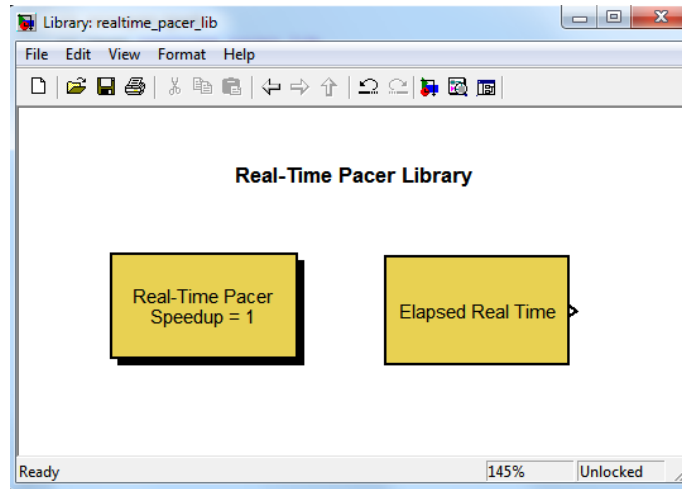 Library: realtime_pacer_lib
File Edit View Format Help
Real-Time Pacer Library
Real-Time Pacer
Speedup = 1
Elapsed Real Time
Ready 145% Unlocked